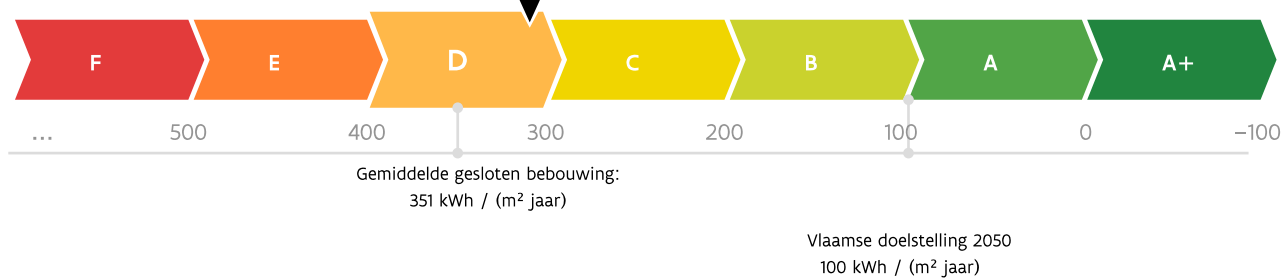 F E D C B A A+
... 500 400 300 200 100 0 −100
Gemiddelde gesloten bebouwing:
351 kWh / (m² jaar)
Vlaamse doelstelling 2050
100 kWh / (m² jaar)